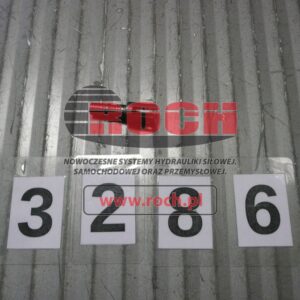 ROCH
NOWOCZESNE SYSTEMY HYDRAULIKI SIŁOWEJ,
SAMOCHODOWEJ ORAZ PRZEMYSŁOWEJ.
3 2 8 6
www.roch.pl